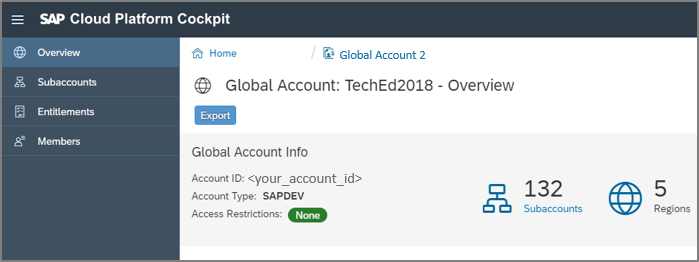 SAP Cloud Platform Cockpit
Overview
Subaccounts
Entitlements
Members
Home / Global Account 2
Global Account: TechEd2018 - Overview
Export
Global Account Info
Account ID: <your_account_id>
Account Type: SAPDEV
Access Restrictions: None
132
Subaccounts
5
Regions